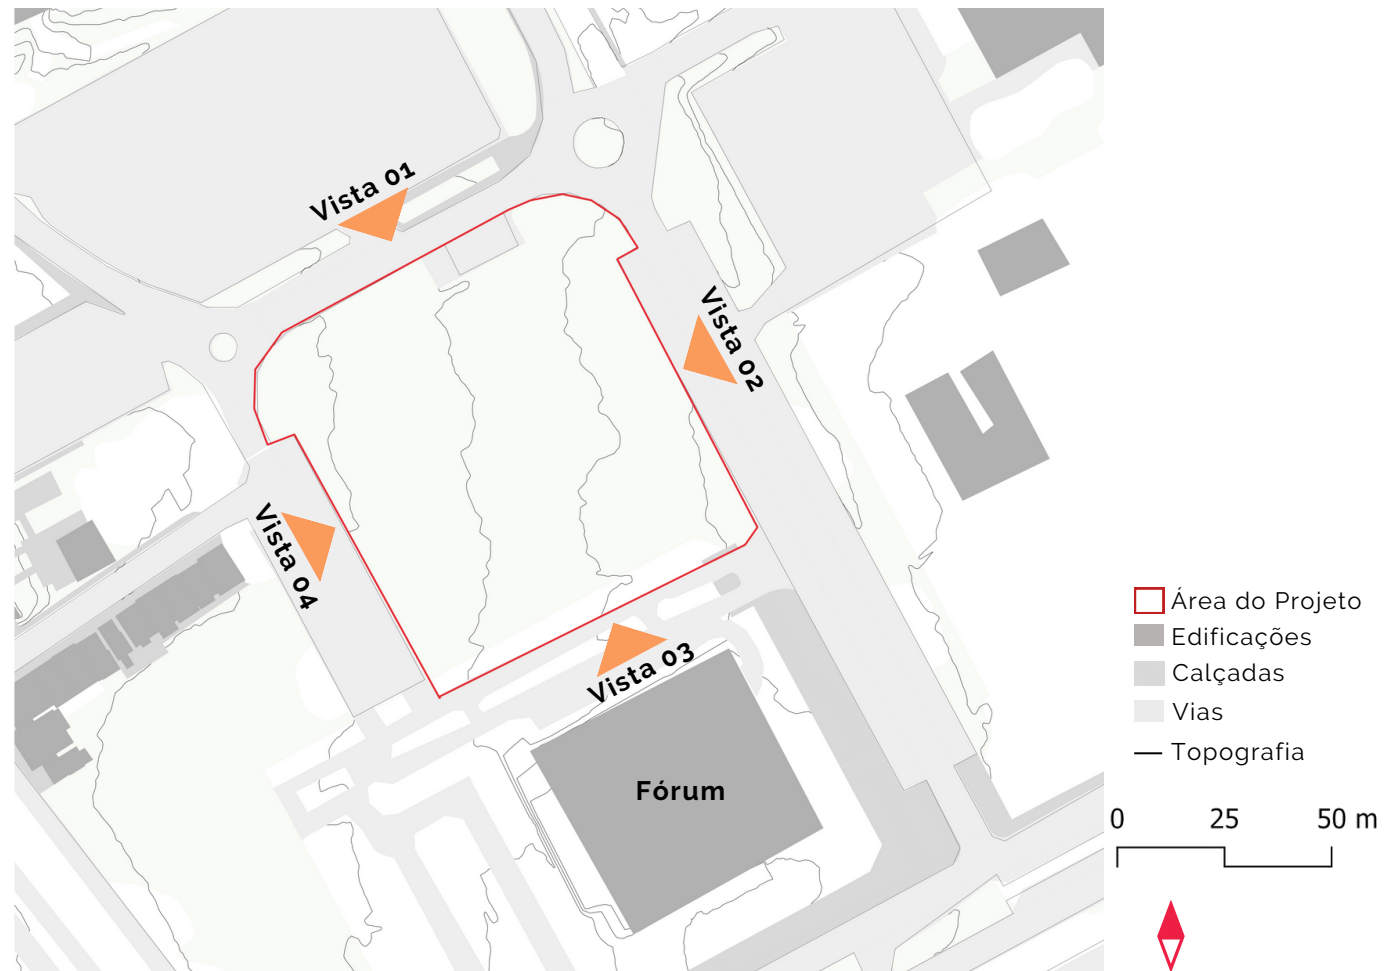 Vista 01
Vista 02
Vista 04
Vista 03
Fórum
Área do Projeto
Edificações
Calçadas
Vias
Topografia
0 25 50 m